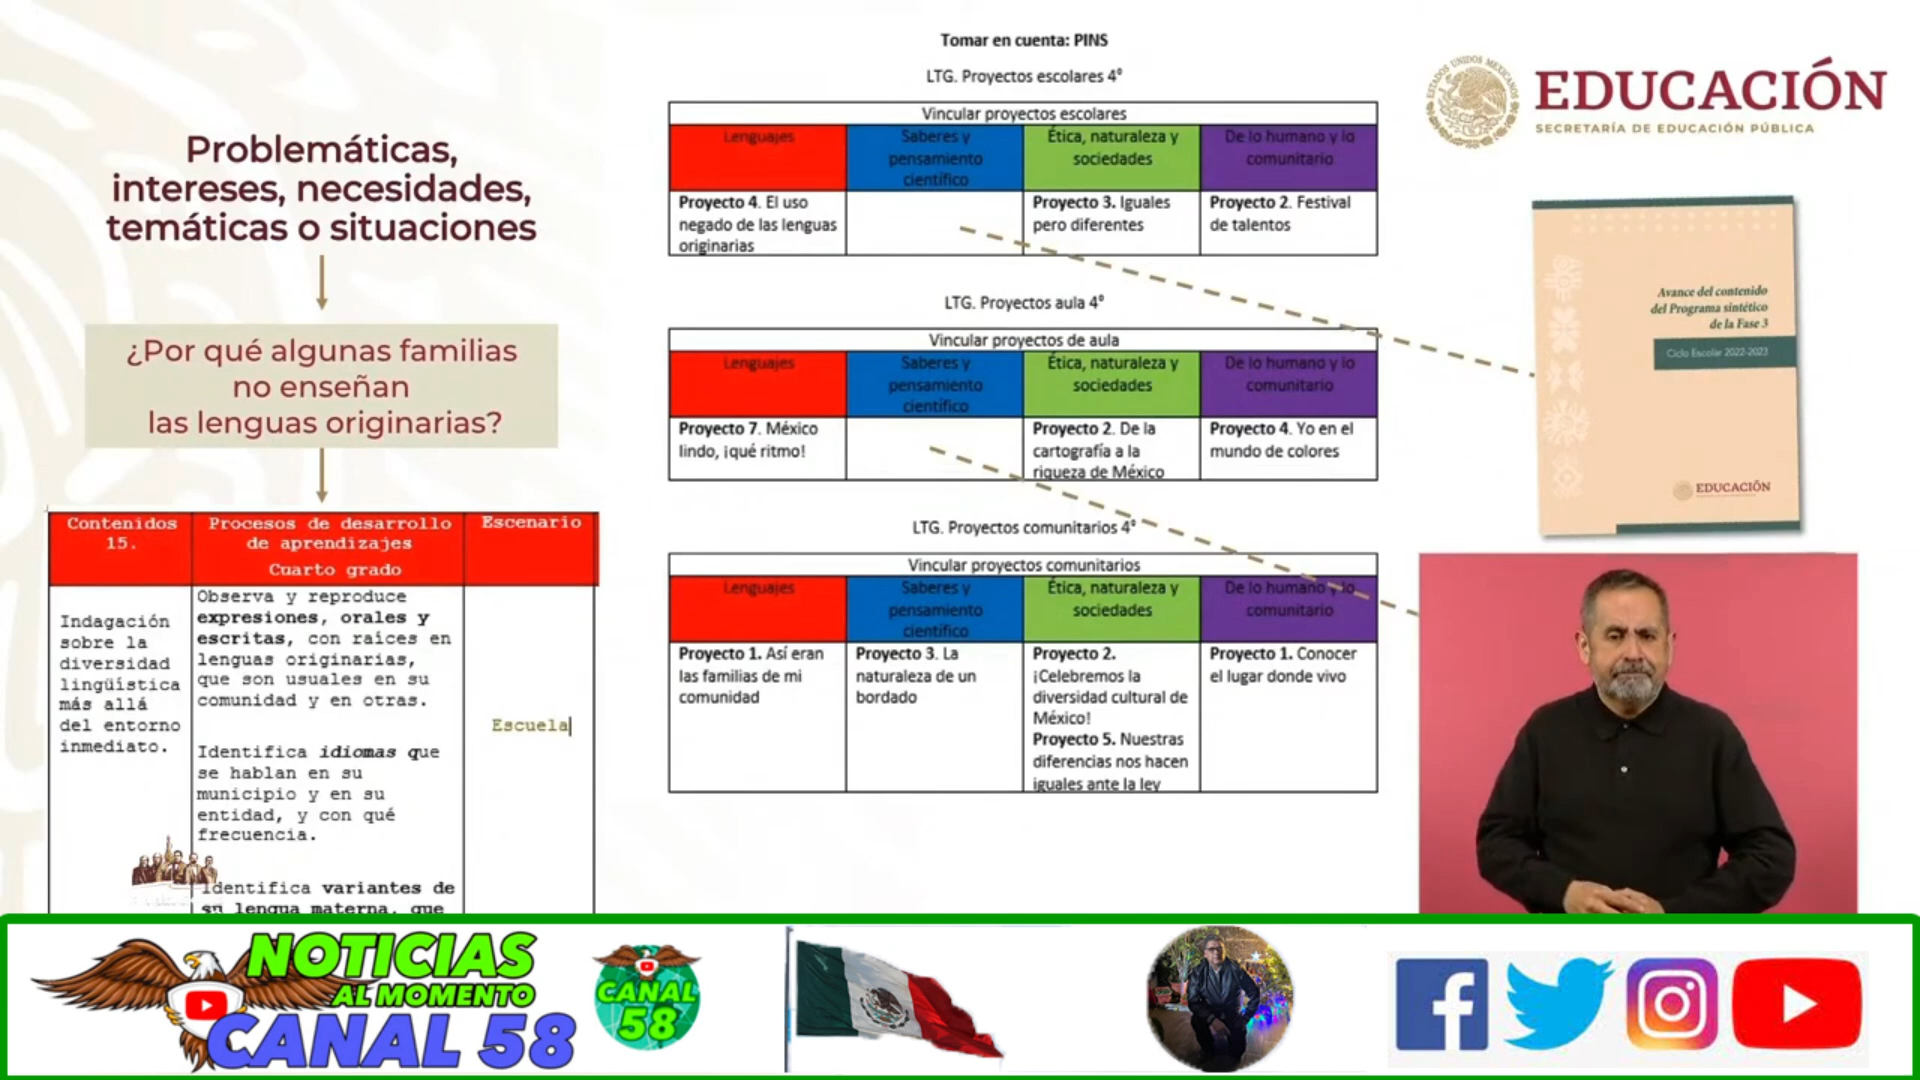 Problemáticas,
intereses, necesidades,
temáticas o situaciones
¿Por qué algunas familias
no enseñan
las lenguas originarias?
Contenidos
15.
Procesos de desarrollo
de aprendizajes
Cuarto grado
Escenario
Indagación
sobre la
diversidad
lingüística
más allá
del entorno
inmediato.
Observa y reproduce
expresiones, orales y
escritas, con raíces en
lenguas originarias,
que son usuales en su
comunidad y en otras.
Identifica idiomas que
se hablan en su
municipio y en su
entidad, y con qué
frecuencia.
Identifica variantes de
su lengua materna, que
Escuela
Tomar en cuenta: PINS
LTG. Proyectos escolares 4°
Vincular proyectos escolares
Lenguajes
Saberes y
pensamiento
científico
Ética, naturaleza y
sociedades
De lo humano y lo
comunitario
Proyecto 4. El uso
negado de las lenguas
originarias
Proyecto 3. Iguales
pero diferentes
Proyecto 2. Festival
de talentos
LTG. Proyectos aula 4°
Vincular proyectos de aula
Lenguajes
Saberes y
pensamiento
científico
Ética, naturaleza y
sociedades
De lo humano y lo
comunitario
Proyecto 7. México
lindo, ¡qué ritmo!
Proyecto 2. De la
cartografía a la
riqueza de México
Proyecto 4. Yo en el
mundo de colores
LTG. Proyectos comunitarios 4°
Vincular proyectos comunitarios
Lenguajes
Saberes y
pensamiento
científico
Ética, naturaleza y
sociedades
De lo humano y lo
comunitario
Proyecto 1. Así eran
las familias de mi
comunidad
Proyecto 3. La
naturaleza de un
bordado
Proyecto 2.
¡Celebremos la
diversidad cultural de
México!
Proyecto 5. Nuestras
diferencias nos hacen
iguales ante la ley
Proyecto 1. Conocer
el lugar donde vivo
ESTADOS UNIDOS MEXICANOS
EDUCACIÓN
SECRETARÍA DE EDUCACIÓN PÚBLICA
Avance del contenido
del Programa sintético
de la Fase 3
Ciclo Escolar 2022-2023
EDUCACIÓN
NOTICIAS
AL MOMENTO
CANAL 58
CANAL
58